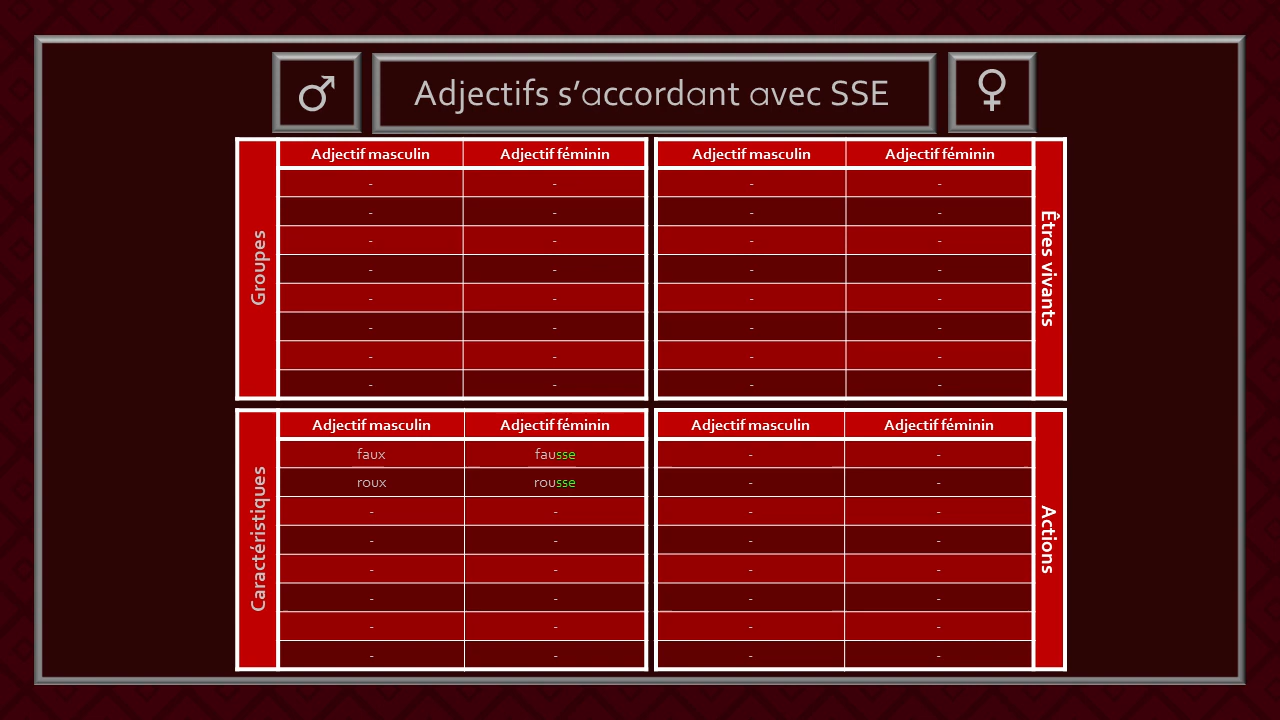 ♂ Adjectifs s’accordant avec SSE ♀
Groupes
Adjectif masculin Adjectif féminin
- -
- -
- -
- -
- -
- -
- -
- -
Adjectif masculin Adjectif féminin
- -
- -
- -
- -
- -
- -
- -
- -
Êtres vivants
Caractéristiques
Adjectif masculin Adjectif féminin
faux fausse
roux rousse
- -
- -
- -
- -
- -
- -
Adjectif masculin Adjectif féminin
- -
- -
- -
- -
- -
- -
- -
- -
Actions